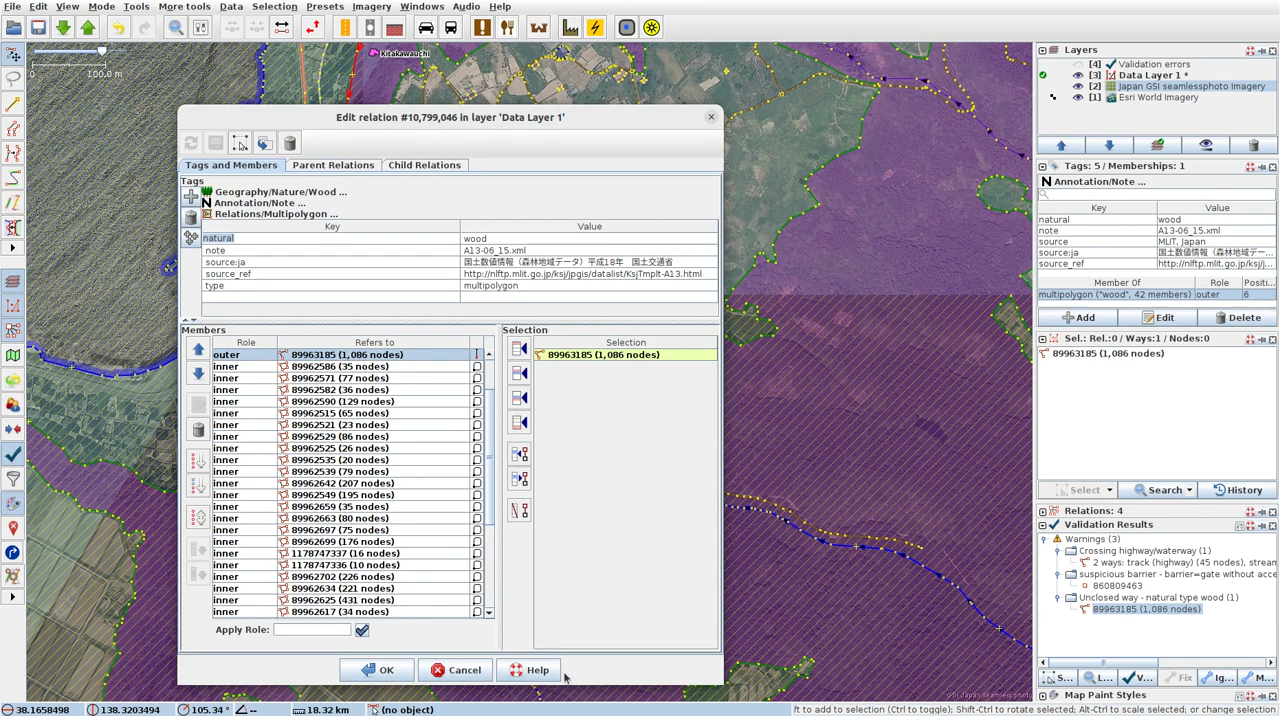 File Edit View Mode Tools More tools Data Selection Presets Imagery Windows Audio Help
0 100.0 m
Kitakawauchi
Edit relation #10,799,046 in layer 'Data Layer 1'
Tags and Members Parent Relations Child Relations
Tags
Geography/Nature/Wood ...
Annotation/Note ...
Relations/Multipolygon ...
Key Value
natural wood
note A13-06_15.xml
source:ja 国土数値情報（森林地域データ）平成18年　国土交通省
source_ref http://nlftp.mlit.go.jp/ksj/jpgis/datalist/KsjTmplt-A13.html
type multipolygon
Members
Role Refers to
outer 89963185 (1,086 nodes)
inner 89962586 (35 nodes)
inner 89962571 (77 nodes)
inner 89962582 (36 nodes)
inner 89962590 (129 nodes)
inner 89962515 (65 nodes)
inner 89962521 (23 nodes)
inner 89962529 (86 nodes)
inner 89962525 (26 nodes)
inner 89962535 (20 nodes)
inner 89962539 (79 nodes)
inner 89962642 (207 nodes)
inner 89962549 (195 nodes)
inner 89962659 (35 nodes)
inner 89962663 (80 nodes)
inner 89962697 (75 nodes)
inner 89962699 (176 nodes)
inner 1178747337 (16 nodes)
inner 1178747336 (10 nodes)
inner 89962702 (226 nodes)
inner 89962634 (221 nodes)
inner 89962625 (431 nodes)
inner 89962617 (34 nodes)
Apply Role:
Selection
Selection
89963185 (1,086 nodes)
OK Cancel Help
GSI Japan seamless photo
Layers
[4] Validation errors
[3] Data Layer 1 *
[2] Japan GSI seamlessphoto Imagery
[1] Esri World Imagery
Tags: 5 / Memberships: 1
Annotation/Note ...
Key Value
natural wood
note A13-06_15.xml
source MLIT, Japan
source:ja 国土数値情報（森林地域デー...
source_ref http://nlftp.mlit.go.jp/ksj/j...
Member Of Role Positi...
multipolygon ("wood", 42 members) outer 6
Add Edit Delete
Sel.: Rel.:0 / Ways:1 / Nodes:0
89963185 (1,086 nodes)
Select Search History
Relations: 4
Validation Results
Warnings (3)
Crossing highway/waterway (1)
2 ways: track (highway) (45 nodes), strean
suspicious barrier - barrier=gate without acce
860809463
Unclosed way - natural type wood (1)
89963185 (1,086 nodes)
S... L... V... Fix Ig... M...
Map Paint Styles
38.1658498 138.3203494 105.34 ° -- 18.32 km (no object) ft to add to selection (Ctrl to toggle); Shift-Ctrl to rotate selected; Alt-Ctrl to scale selected; or change selection